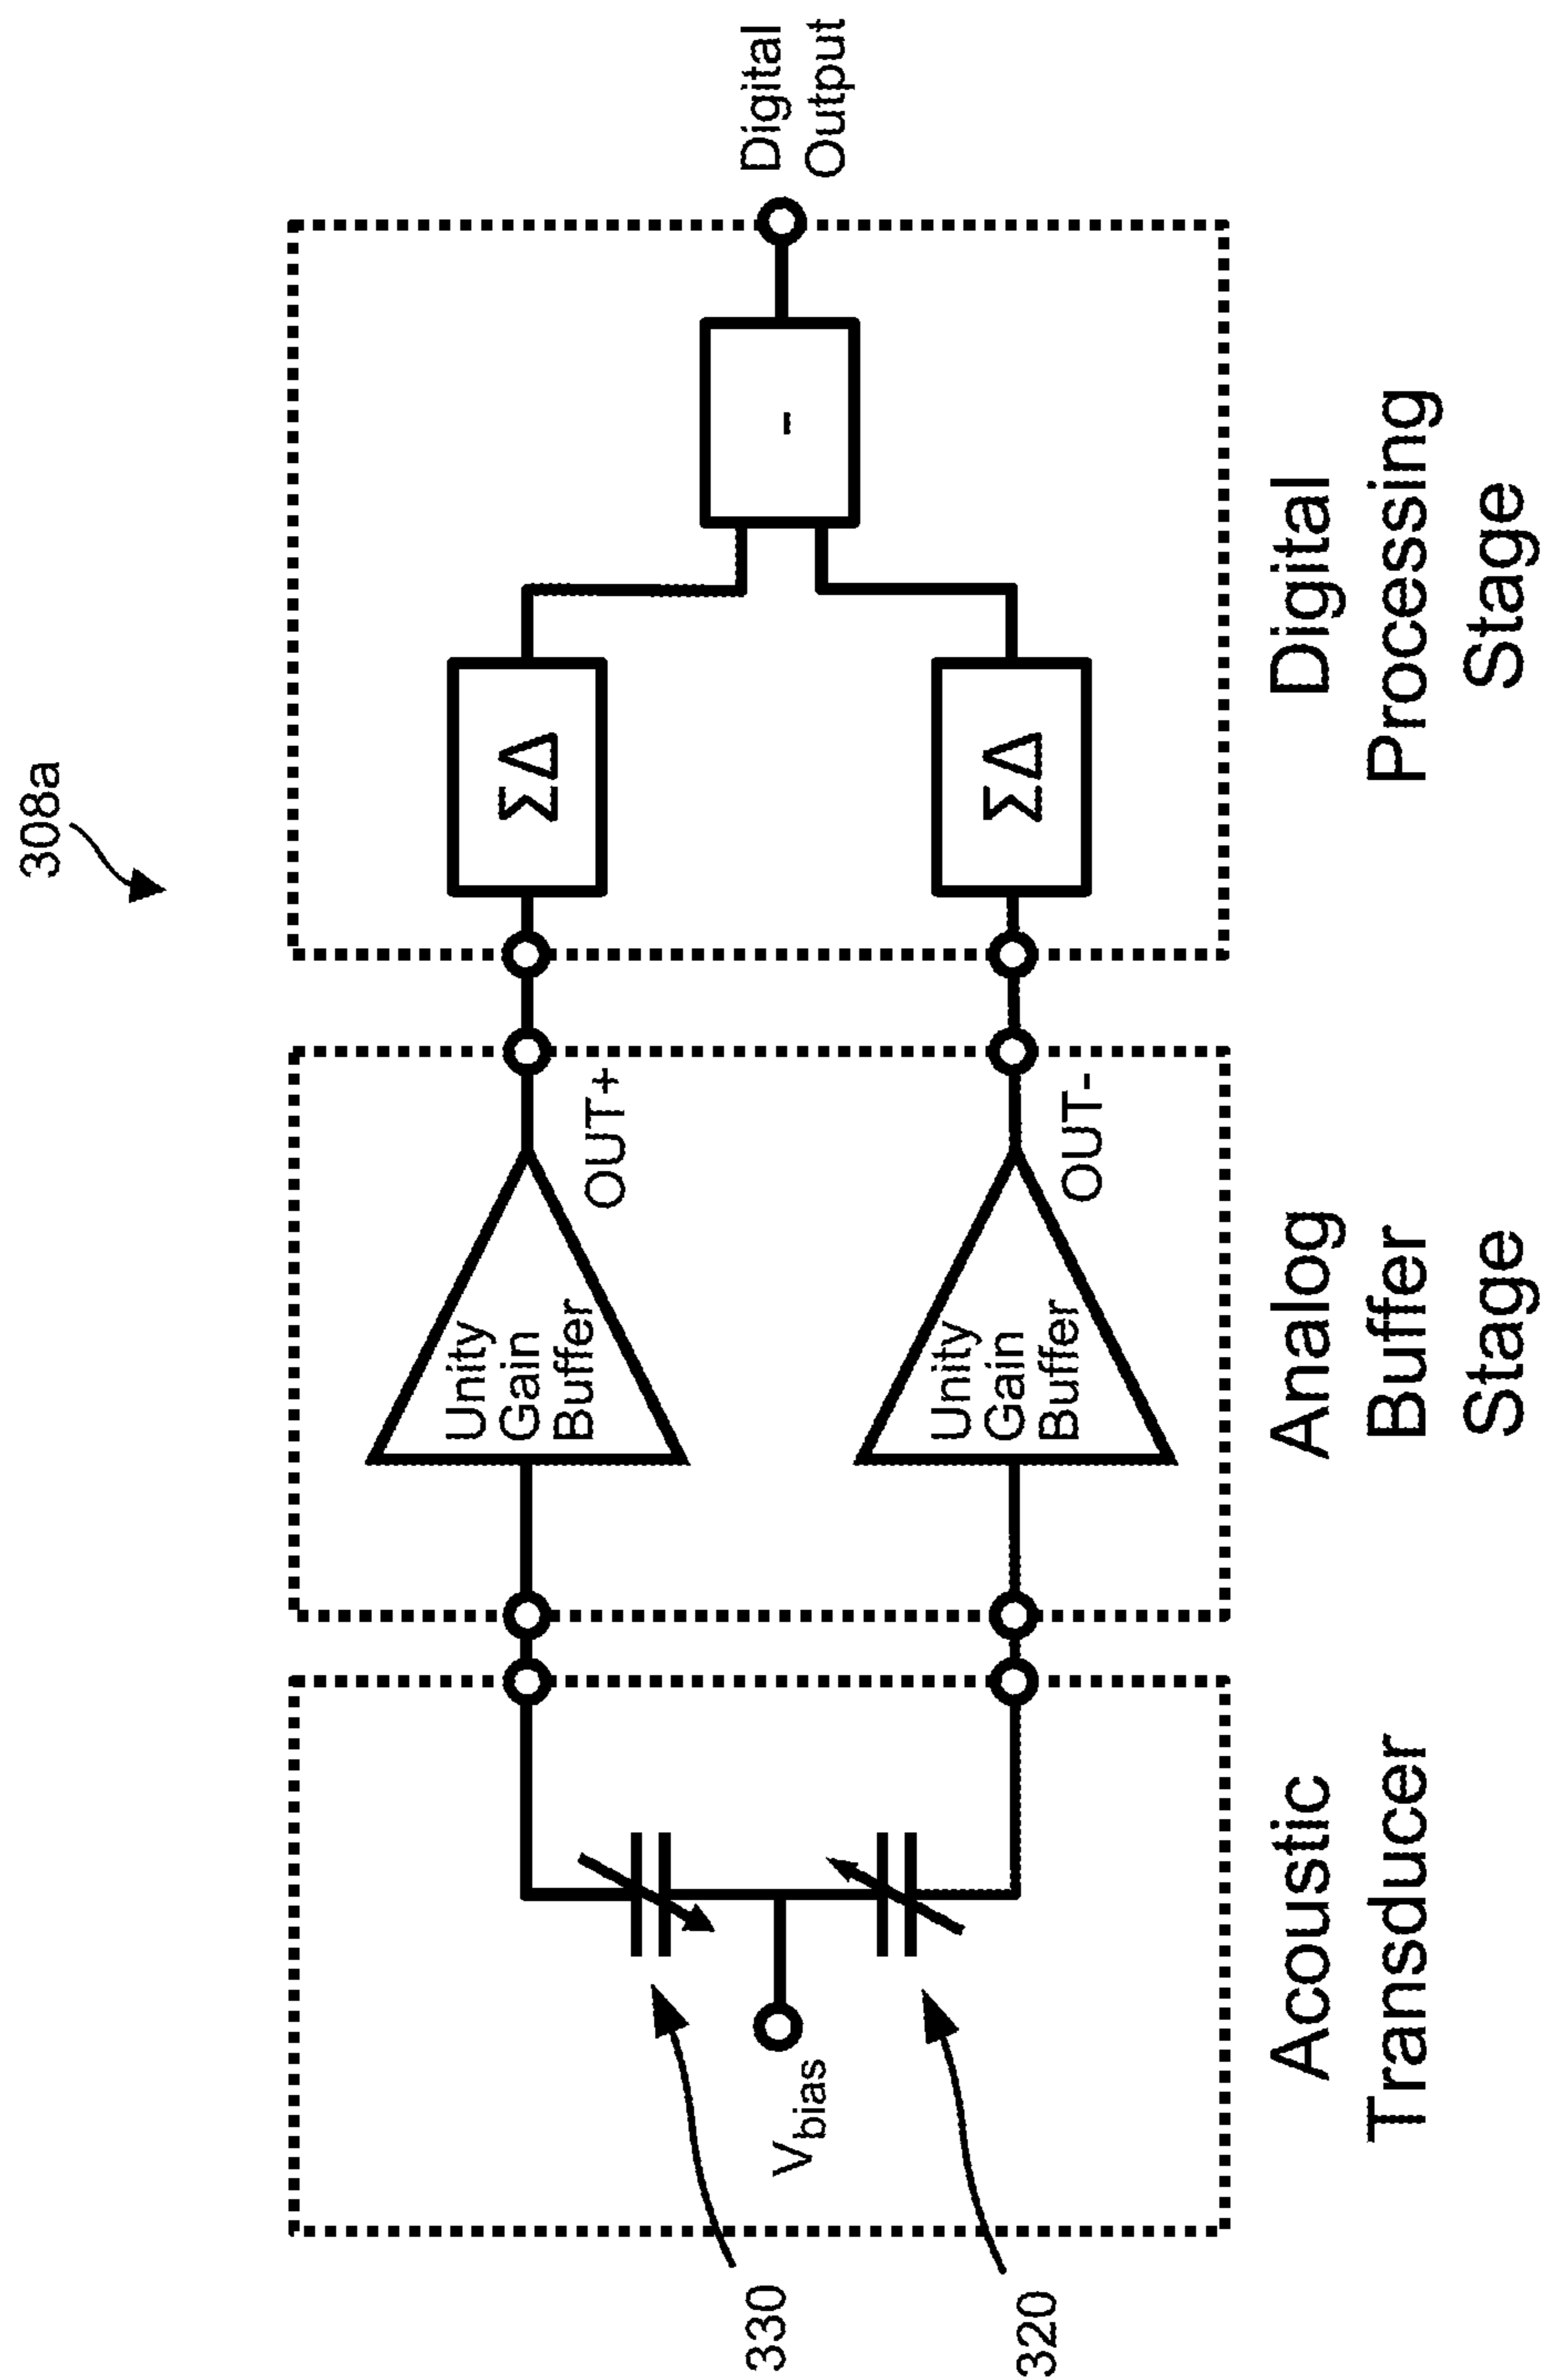 308a
330
320
Vbias
Unity
Gain
Buffer
OUT+
Unity
Gain
Buffer
OUT-
ΣΔ
ΣΔ
-
Digital
Output
Acoustic
Transducer
Analog
Buffer
Stage
Digital
Processing
Stage